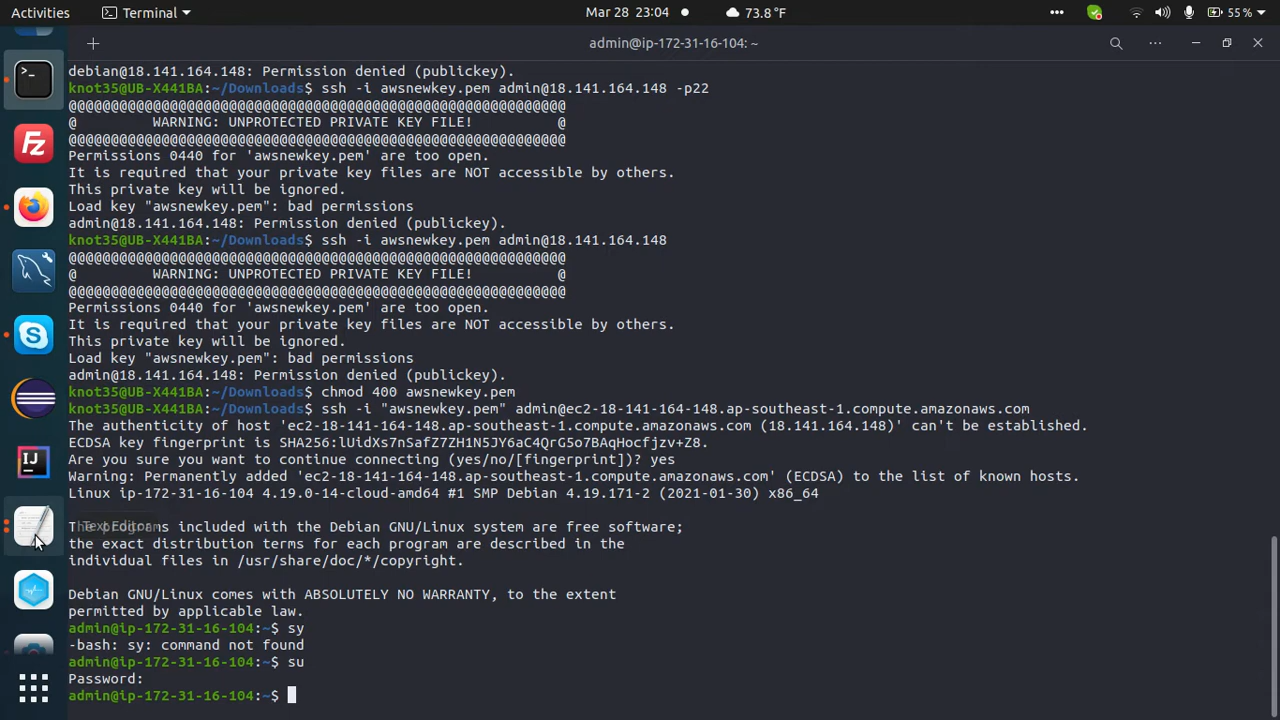 Activities
Terminal
Mar 28 23:04
73.8 °F
55 %
admin@ip-172-31-16-104: ~
debian@18.141.164.148: Permission denied (publickey).
knot35@UB-X441BA:~/Downloads$ ssh -i awsnewkey.pem admin@18.141.164.148 -p22
@@@@@@@@@@@@@@@@@@@@@@@@@@@@@@@@@@@@@@@@@@@@@@@@@@@@@@@@@@@
@         WARNING: UNPROTECTED PRIVATE KEY FILE!          @
@@@@@@@@@@@@@@@@@@@@@@@@@@@@@@@@@@@@@@@@@@@@@@@@@@@@@@@@@@@
Permissions 0440 for 'awsnewkey.pem' are too open.
It is required that your private key files are NOT accessible by others.
This private key will be ignored.
Load key "awsnewkey.pem": bad permissions
admin@18.141.164.148: Permission denied (publickey).
knot35@UB-X441BA:~/Downloads$ ssh -i awsnewkey.pem admin@18.141.164.148
@@@@@@@@@@@@@@@@@@@@@@@@@@@@@@@@@@@@@@@@@@@@@@@@@@@@@@@@@@@
@         WARNING: UNPROTECTED PRIVATE KEY FILE!          @
@@@@@@@@@@@@@@@@@@@@@@@@@@@@@@@@@@@@@@@@@@@@@@@@@@@@@@@@@@@
Permissions 0440 for 'awsnewkey.pem' are too open.
It is required that your private key files are NOT accessible by others.
This private key will be ignored.
Load key "awsnewkey.pem": bad permissions
admin@18.141.164.148: Permission denied (publickey).
knot35@UB-X441BA:~/Downloads$ chmod 400 awsnewkey.pem
knot35@UB-X441BA:~/Downloads$ ssh -i "awsnewkey.pem" admin@ec2-18-141-164-148.ap-southeast-1.compute.amazonaws.com
The authenticity of host 'ec2-18-141-164-148.ap-southeast-1.compute.amazonaws.com (18.141.164.148)' can't be established.
ECDSA key fingerprint is SHA256:lUidXs7nSafZ7ZH1N5JY6aC4QrG5o7BAqHocfjzv+Z8.
Are you sure you want to continue connecting (yes/no/[fingerprint])? yes
Warning: Permanently added 'ec2-18-141-164-148.ap-southeast-1.compute.amazonaws.com' (ECDSA) to the list of known hosts.
Linux ip-172-31-16-104 4.19.0-14-cloud-amd64 #1 SMP Debian 4.19.171-2 (2021-01-30) x86_64
Text Editor
The programs included with the Debian GNU/Linux system are free software;
the exact distribution terms for each program are described in the
individual files in /usr/share/doc/*/copyright.
Debian GNU/Linux comes with ABSOLUTELY NO WARRANTY, to the extent
permitted by applicable law.
admin@ip-172-31-16-104:~$ sy
-bash: sy: command not found
admin@ip-172-31-16-104:~$ su
Password:
admin@ip-172-31-16-104:~$